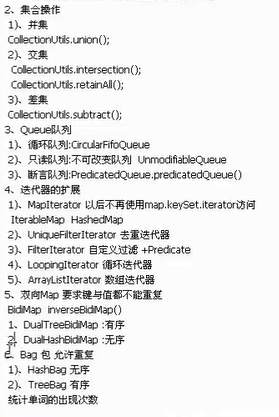 2、集合操作
1)、并集
CollectionUtils.union();
2)、交集
CollectionUtils.intersection();
CollectionUtils.retainAll();
3)、差集
CollectionUtils.subtract();
3、Queue队列
1)、循环队列:CircularFifoQueue
2)、只读队列:不可改变队列 UnmodifiableQueue
3)、断言队列:PredicatedQueue.predicatedQueue()
4、迭代器的扩展
1)、MapIterator 以后不再使用map.keySet.iterator访问
IterableMap HashedMap
2)、UniqueFilterIterator 去重迭代器
3)、FilterIterator 自定义过滤 +Predicate
4)、LoopingIterator 循环迭代器
5)、ArrayListIterator 数组迭代器
5、双向Map 要求键与值都不能重复
BidiMap inverseBidiMap()
1、DualTreeBidiMap :有序
2、DualHashBidiMap :无序
6、Bag 包 允许重复
1)、HashBag 无序
2)、TreeBag 有序
统计单词的出现次数